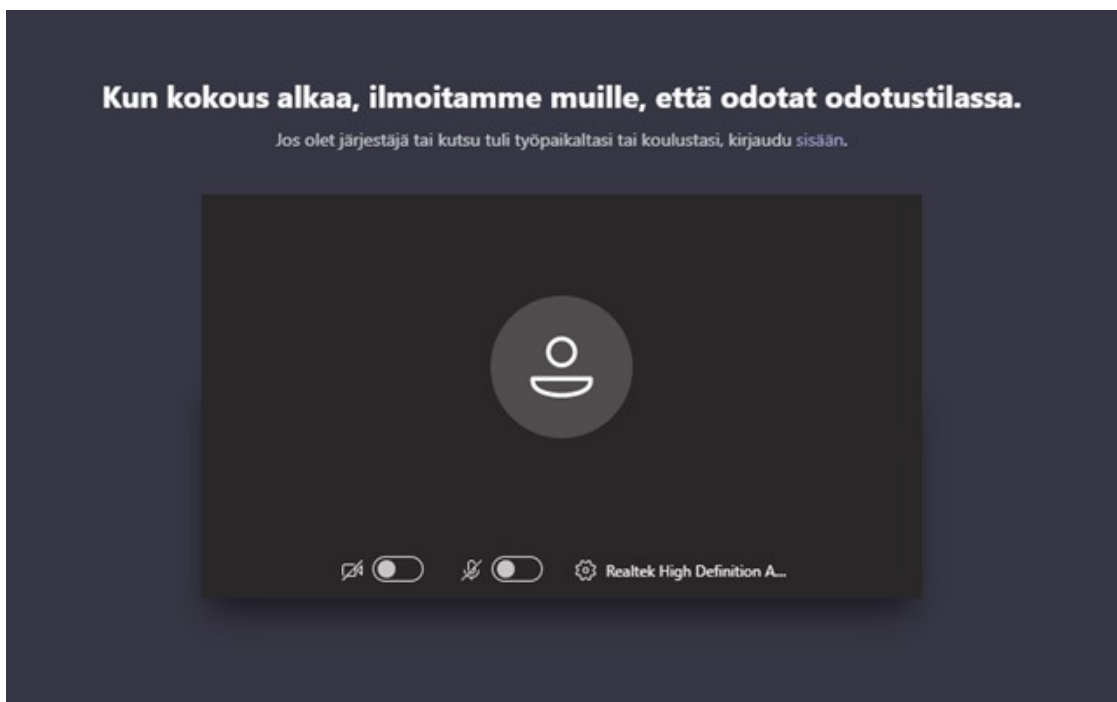 Kun kokous alkaa, ilmoitamme muille, että odotat odotustilassa.
Jos olet järjestäjä tai kutsu tuli työpaikaltasi tai koulustasi, kirjaudu sisään.
Realtek High Definition A...